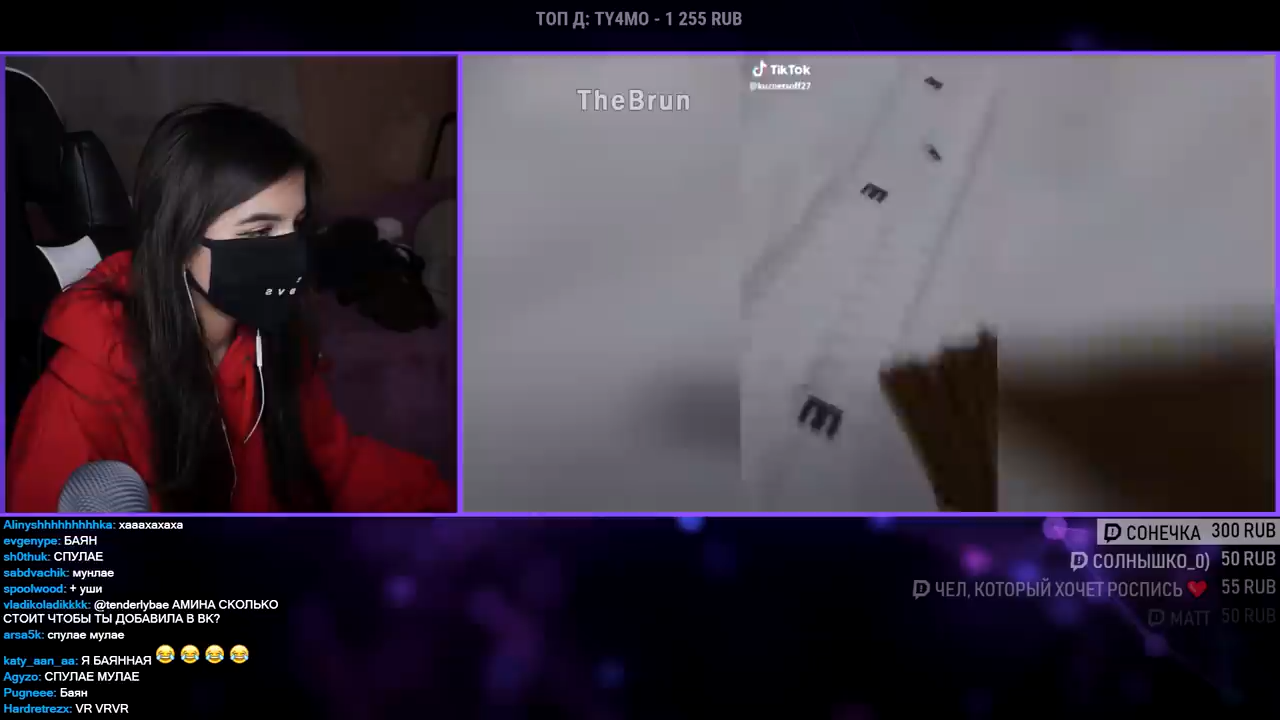 ТОП Д: TY4MO - 1 255 RUB
TheBrun
TikTok
@kuznetsoff27
Alinyshhhhhhhhhka: хааахахаха
evgenype: БАЯН
sh0thuk: СПУЛАЕ
sabdvachik: мунлае
spoolwood: + уши
vladikoladikkkk: @tenderlybae АМИНА СКОЛЬКО
СТОИТ ЧТОБЫ ТЫ ДОБАВИЛА В ВК?
arsa5k: спулае мулае
katy_aan_aa: Я БАЯННАЯ 😂 😂 😂 😂
Agyzo: СПУЛАЕ МУЛАЕ
Pugneee: Баян
Hardretrezx: VR VRVR
СОНЕЧКА 300 RUB
СОЛНЫШКО_0) 50 RUB
ЧЕЛ, КОТОРЫЙ ХОЧЕТ РОСПИСЬ ❤ 55 RUB
МАТТ 50 RUB